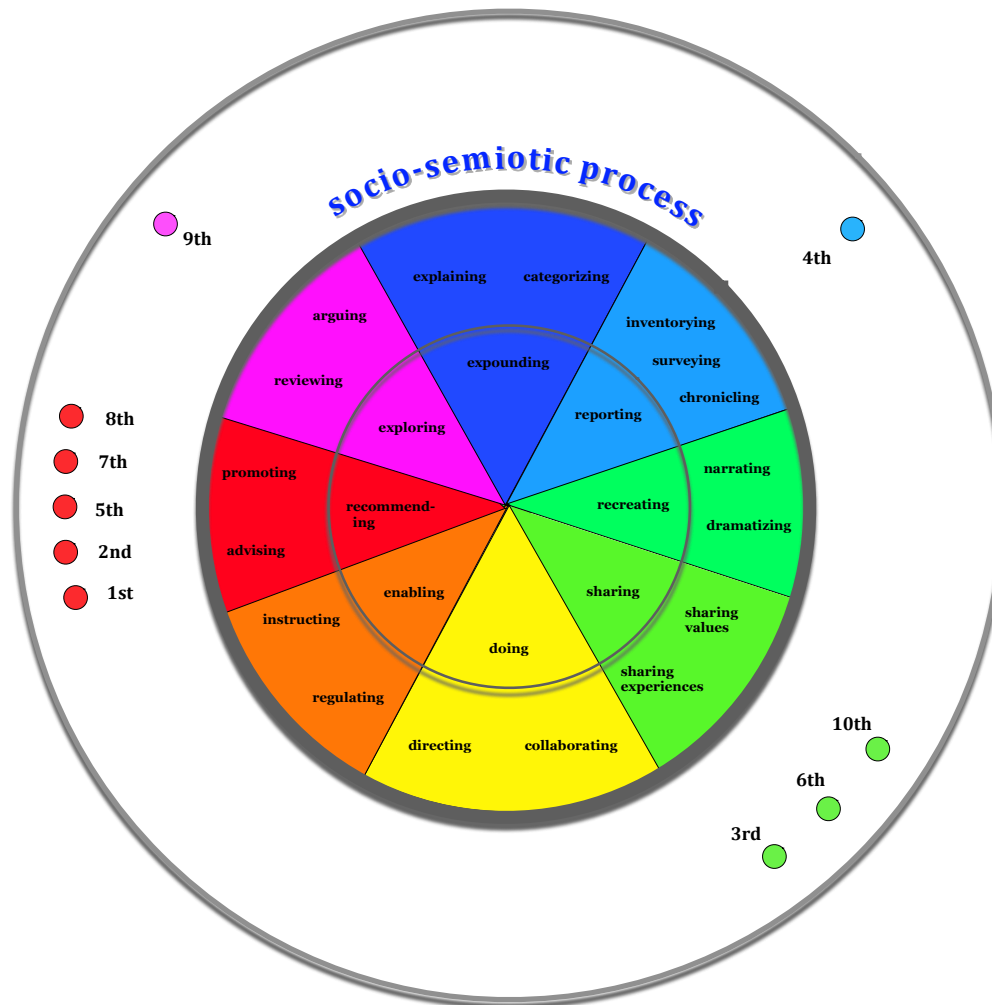 socio-semiotic process
9th
4th
explaining
categorizing
arguing
inventorying
surveying
expounding
reviewing
chronicling
reporting
exploring
8th
promoting
narrating
7th
recommend-
ing
recreating
5th
dramatizing
2nd
advising
1st
enabling
sharing
instructing
sharing
values
doing
sharing
experiences
regulating
directing
collaborating
10th
6th
3rd